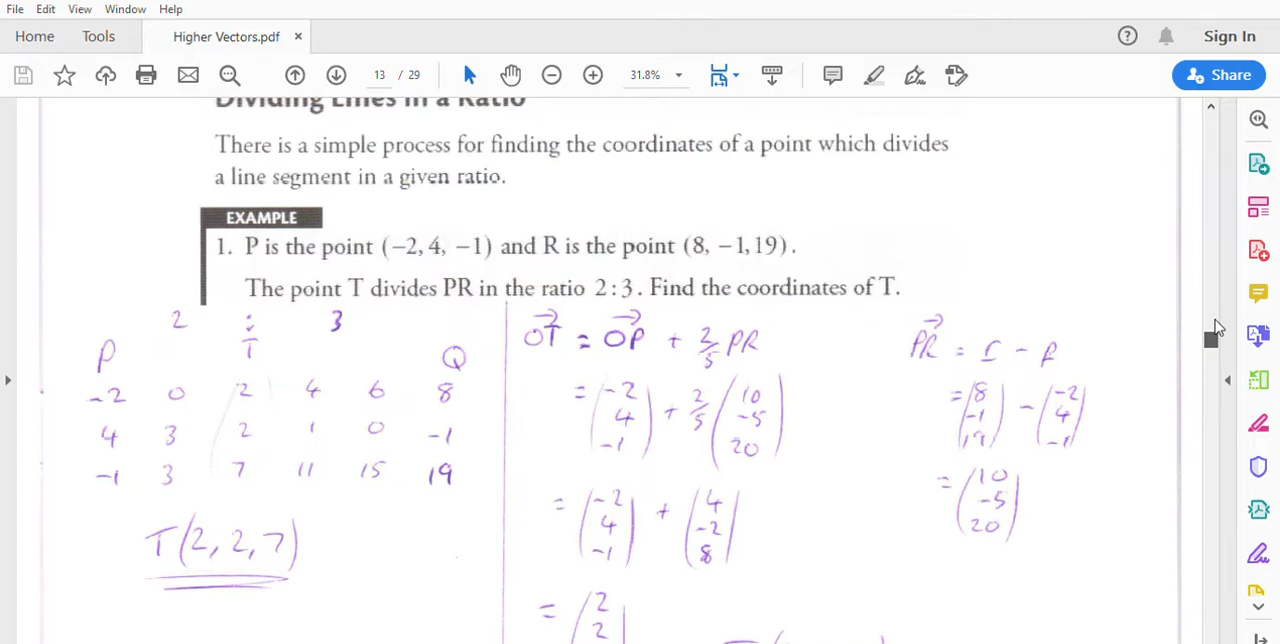 File Edit View Window Help
Home Tools Higher Vectors.pdf × Sign In
13 / 29 31.8% Share
Dividing Lines in a Ratio
There is a simple process for finding the coordinates of a point which divides
a line segment in a given ratio.
EXAMPLE
1. P is the point (−2, 4, −1) and R is the point (8, −1, 19).
The point T divides PR in the ratio 2 : 3. Find the coordinates of T.
2 : 3
P T Q
-2 0 2 4 6 8
4 3 2 1 0 -1
-1 3 7 11 15 19
T(2, 2, 7)
OT = OP + 2/5 PR
= (-2 4 -1) + 2/5 (10 -5 20)
= (-2 4 -1) + (4 -2 8)
= (2 2
PR = r - p
= (8 -1 19) - (-2 4 -1)
= (10 -5 20)